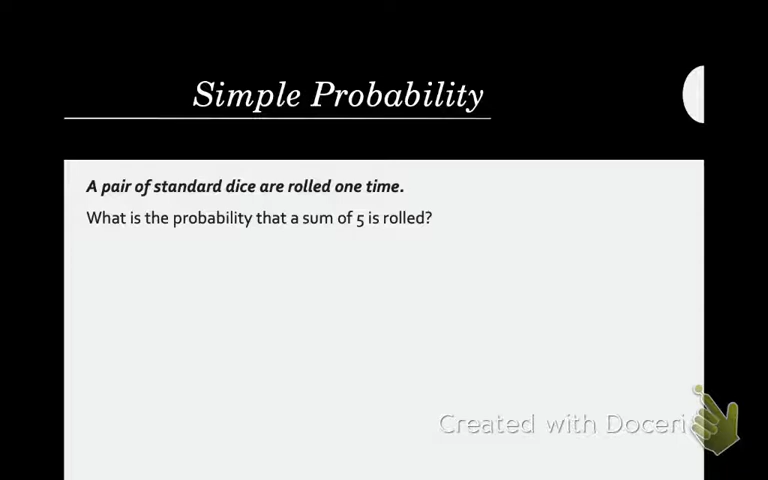 Simple Probability
A pair of standard dice are rolled one time.
What is the probability that a sum of 5 is rolled?
Created with Doceri